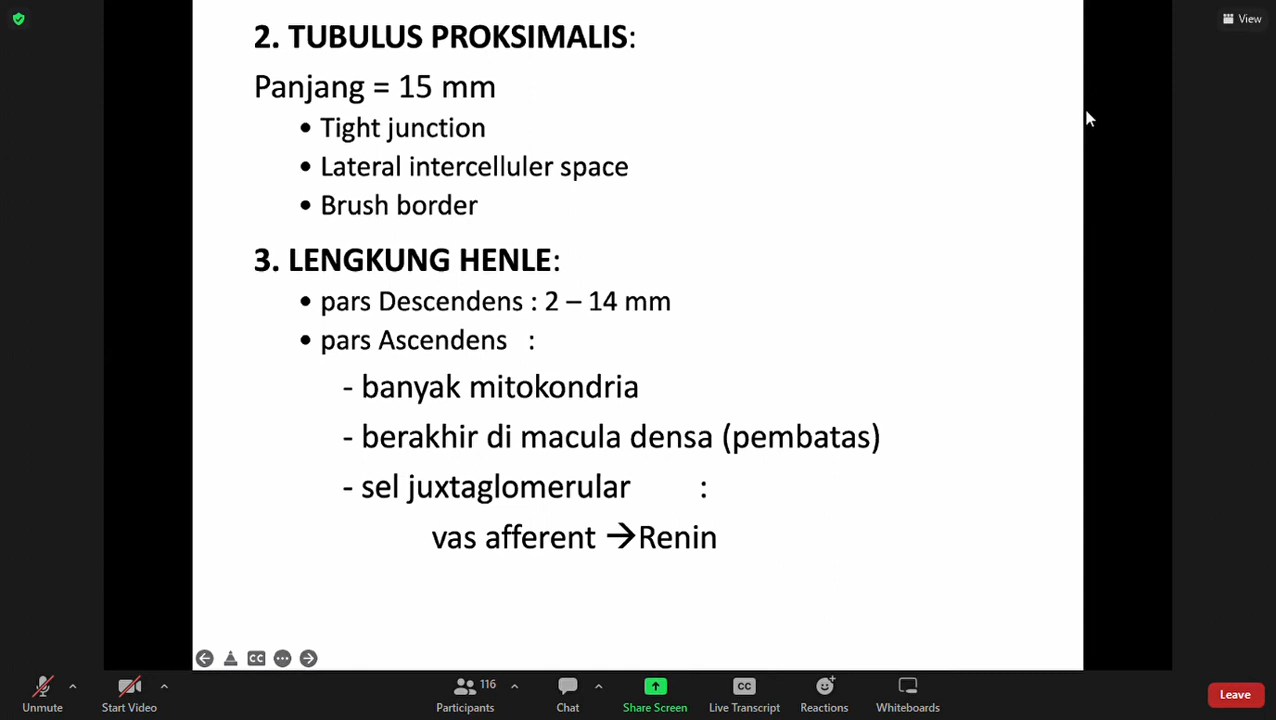 View
2. TUBULUS PROKSIMALIS:
Panjang = 15 mm
• Tight junction
• Lateral intercelluler space
• Brush border
3. LENGKUNG HENLE:
• pars Descendens : 2 – 14 mm
• pars Ascendens :
- banyak mitokondria
- berakhir di macula densa (pembatas)
- sel juxtaglomerular :
vas afferent →Renin
CC
Unmute
Start Video
116
Participants
Chat
Share Screen
CC
Live Transcript
Reactions
Whiteboards
Leave